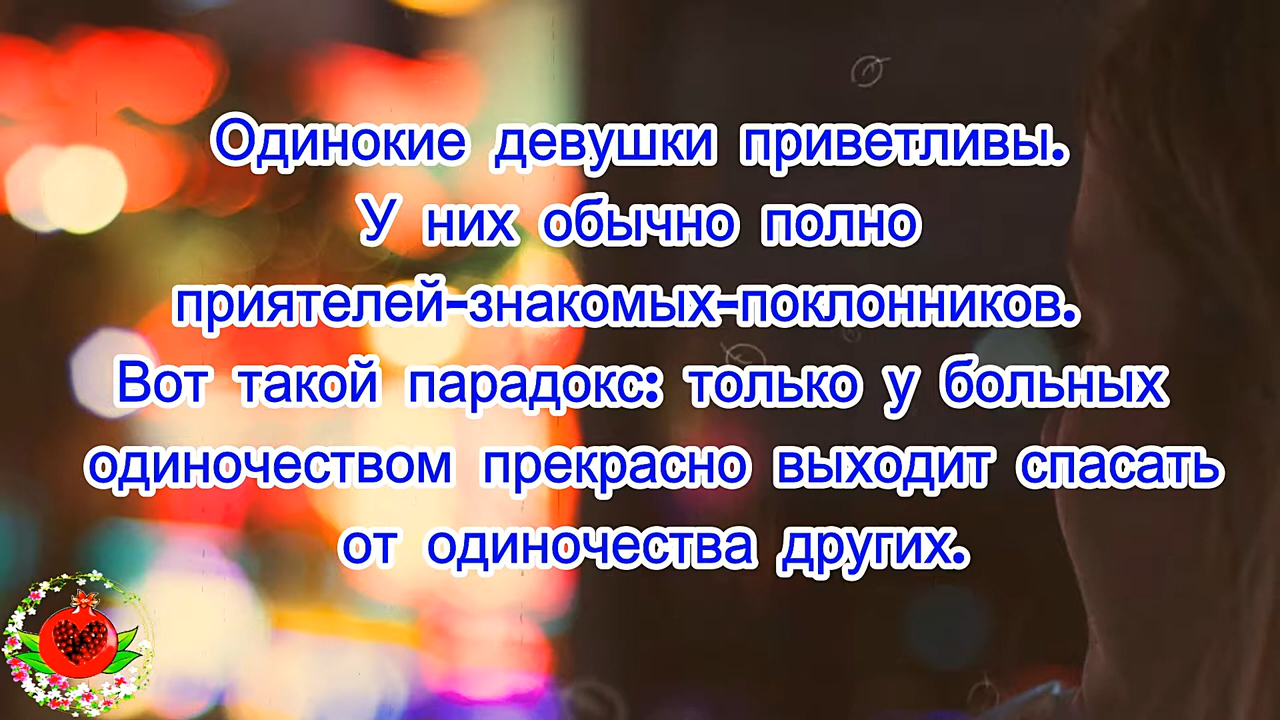 Одинокие девушки приветливы.
У них обычно полно
приятелей-знакомых-поклонников.
Вот такой парадокс: только у больных
одиночеством прекрасно выходит спасать
от одиночества других.